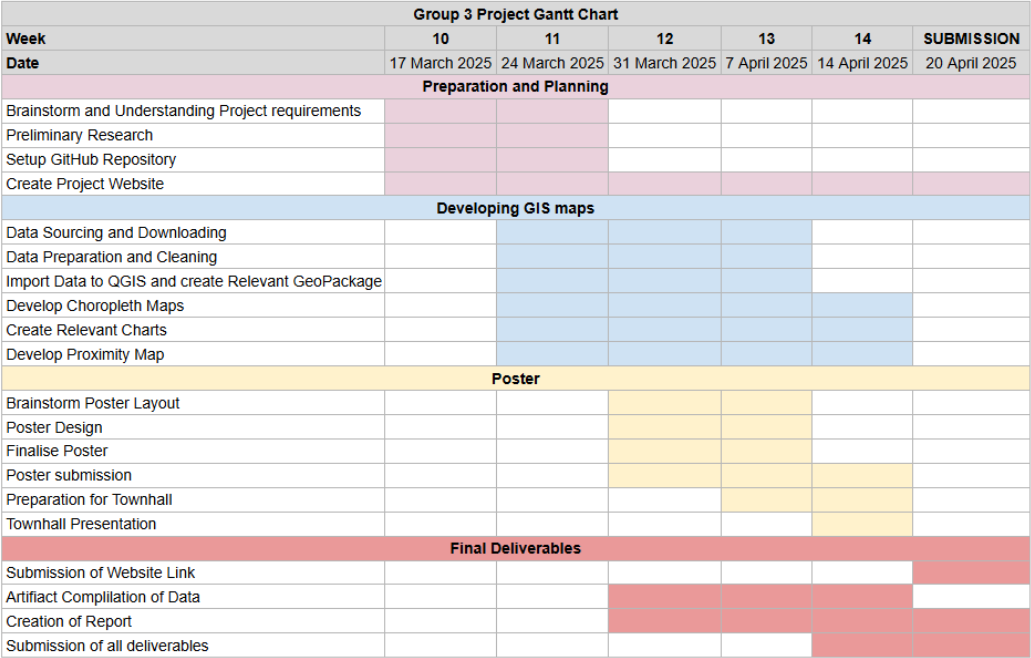 Group 3 Project Gantt Chart
Week 10 11 12 13 14 SUBMISSION
Date 17 March 2025 24 March 2025 31 March 2025 7 April 2025 14 April 2025 20 April 2025
Preparation and Planning
Brainstorm and Understanding Project requirements
Preliminary Research
Setup GitHub Repository
Create Project Website
Developing GIS maps
Data Sourcing and Downloading
Data Preparation and Cleaning
Import Data to QGIS and create Relevant GeoPackage
Develop Choropleth Maps
Create Relevant Charts
Develop Proximity Map
Poster
Brainstorm Poster Layout
Poster Design
Finalise Poster
Poster submission
Preparation for Townhall
Townhall Presentation
Final Deliverables
Submission of Website Link
Artifiact Complilation of Data
Creation of Report
Submission of all deliverables